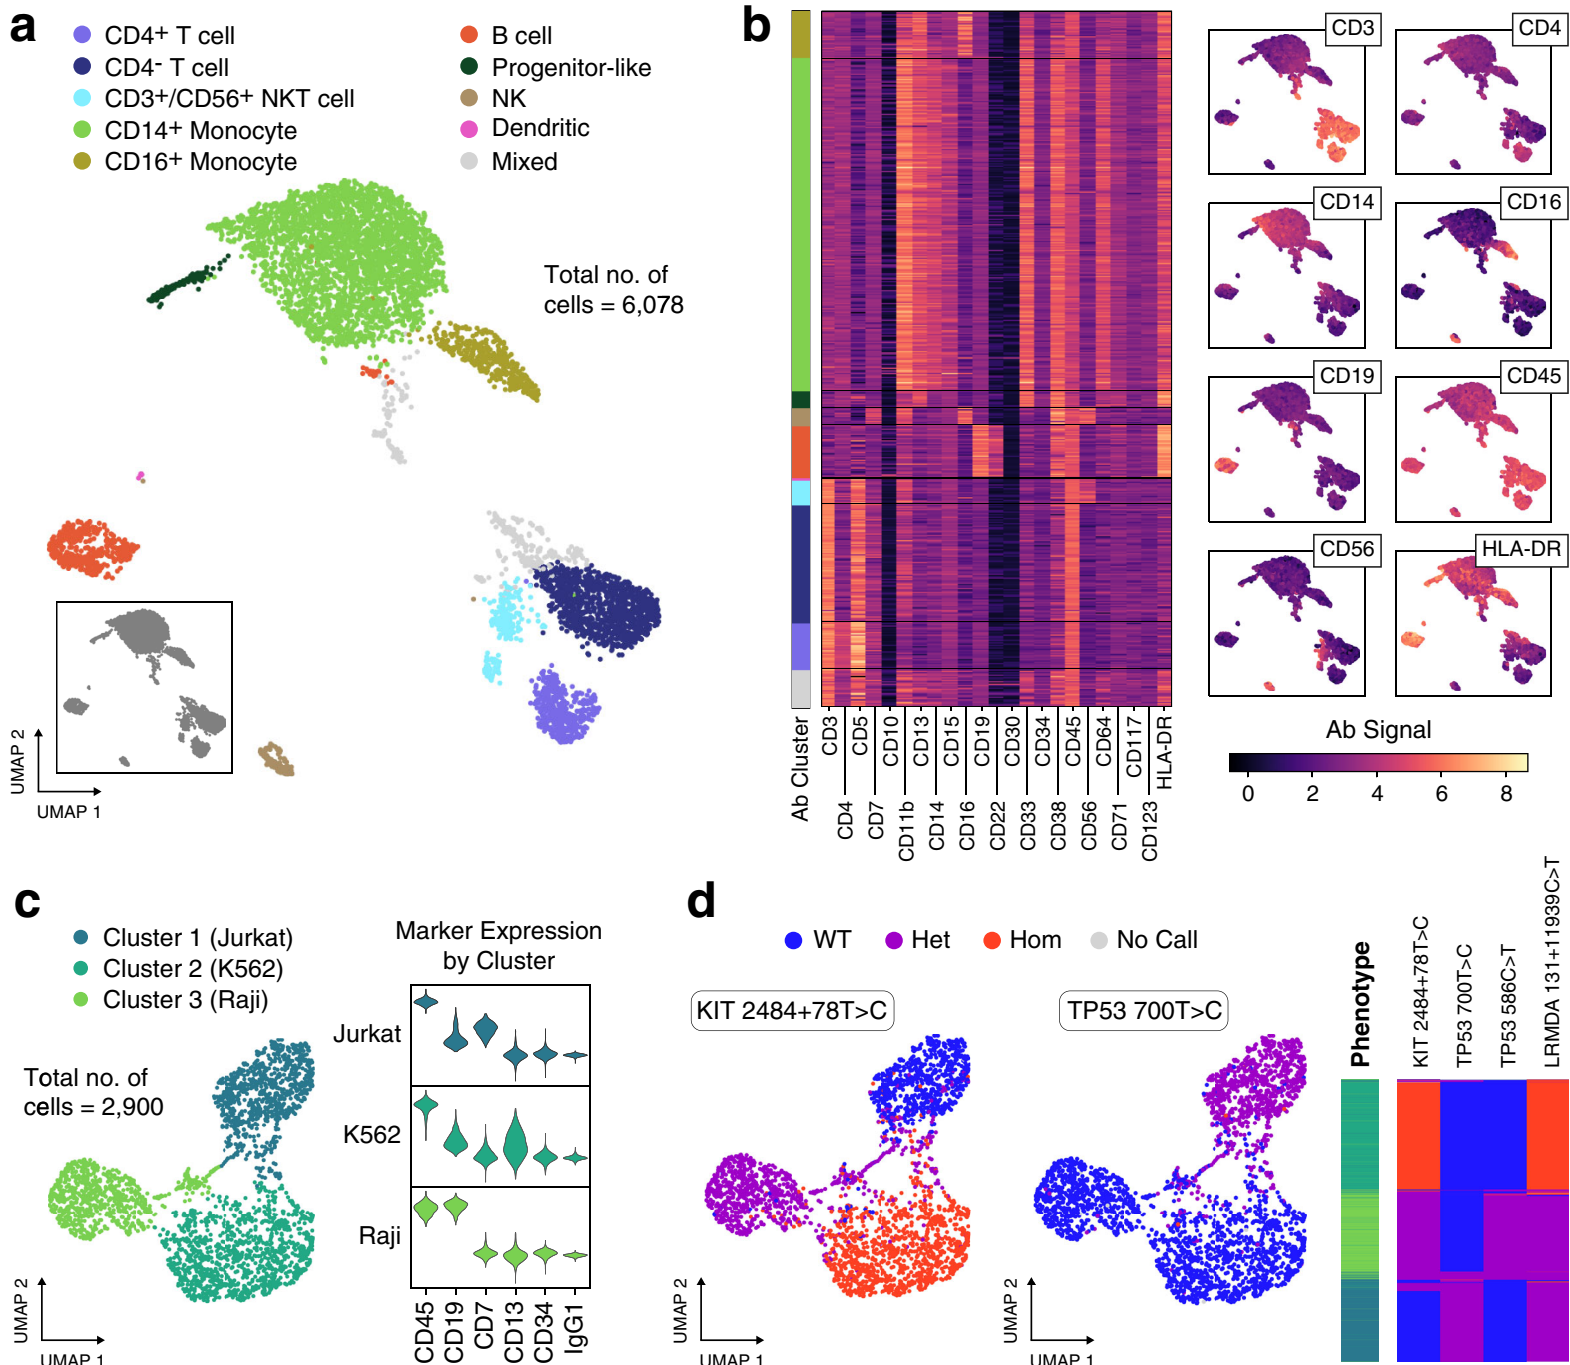 a
CD4+ T cell
CD4- T cell
CD3+/CD56+ NKT cell
CD14+ Monocyte
CD16+ Monocyte
B cell
Progenitor-like
NK
Dendritic
Mixed
Total no. of
cells = 6,078
UMAP 2
UMAP 1
b
Ab Cluster
CD3
CD4
CD5
CD7
CD10
CD11b
CD13
CD14
CD15
CD16
CD19
CD22
CD30
CD33
CD34
CD38
CD45
CD56
CD64
CD71
CD117
CD123
HLA-DR
CD3
CD4
CD14
CD16
CD19
CD45
CD56
HLA-DR
Ab Signal
0 2 4 6 8
c
Cluster 1 (Jurkat)
Cluster 2 (K562)
Cluster 3 (Raji)
Total no. of
cells = 2,900
UMAP 2
UMAP 1
Marker Expression
by Cluster
Jurkat
K562
Raji
CD45
CD19
CD7
CD13
CD34
IgG1
d
WT
Het
Hom
No Call
KIT 2484+78T>C
TP53 700T>C
UMAP 2
UMAP 1
UMAP 2
UMAP 1
Phenotype
KIT 2484+78T>C
TP53 700T>C
TP53 586C>T
LRMDA 131+11939C>T